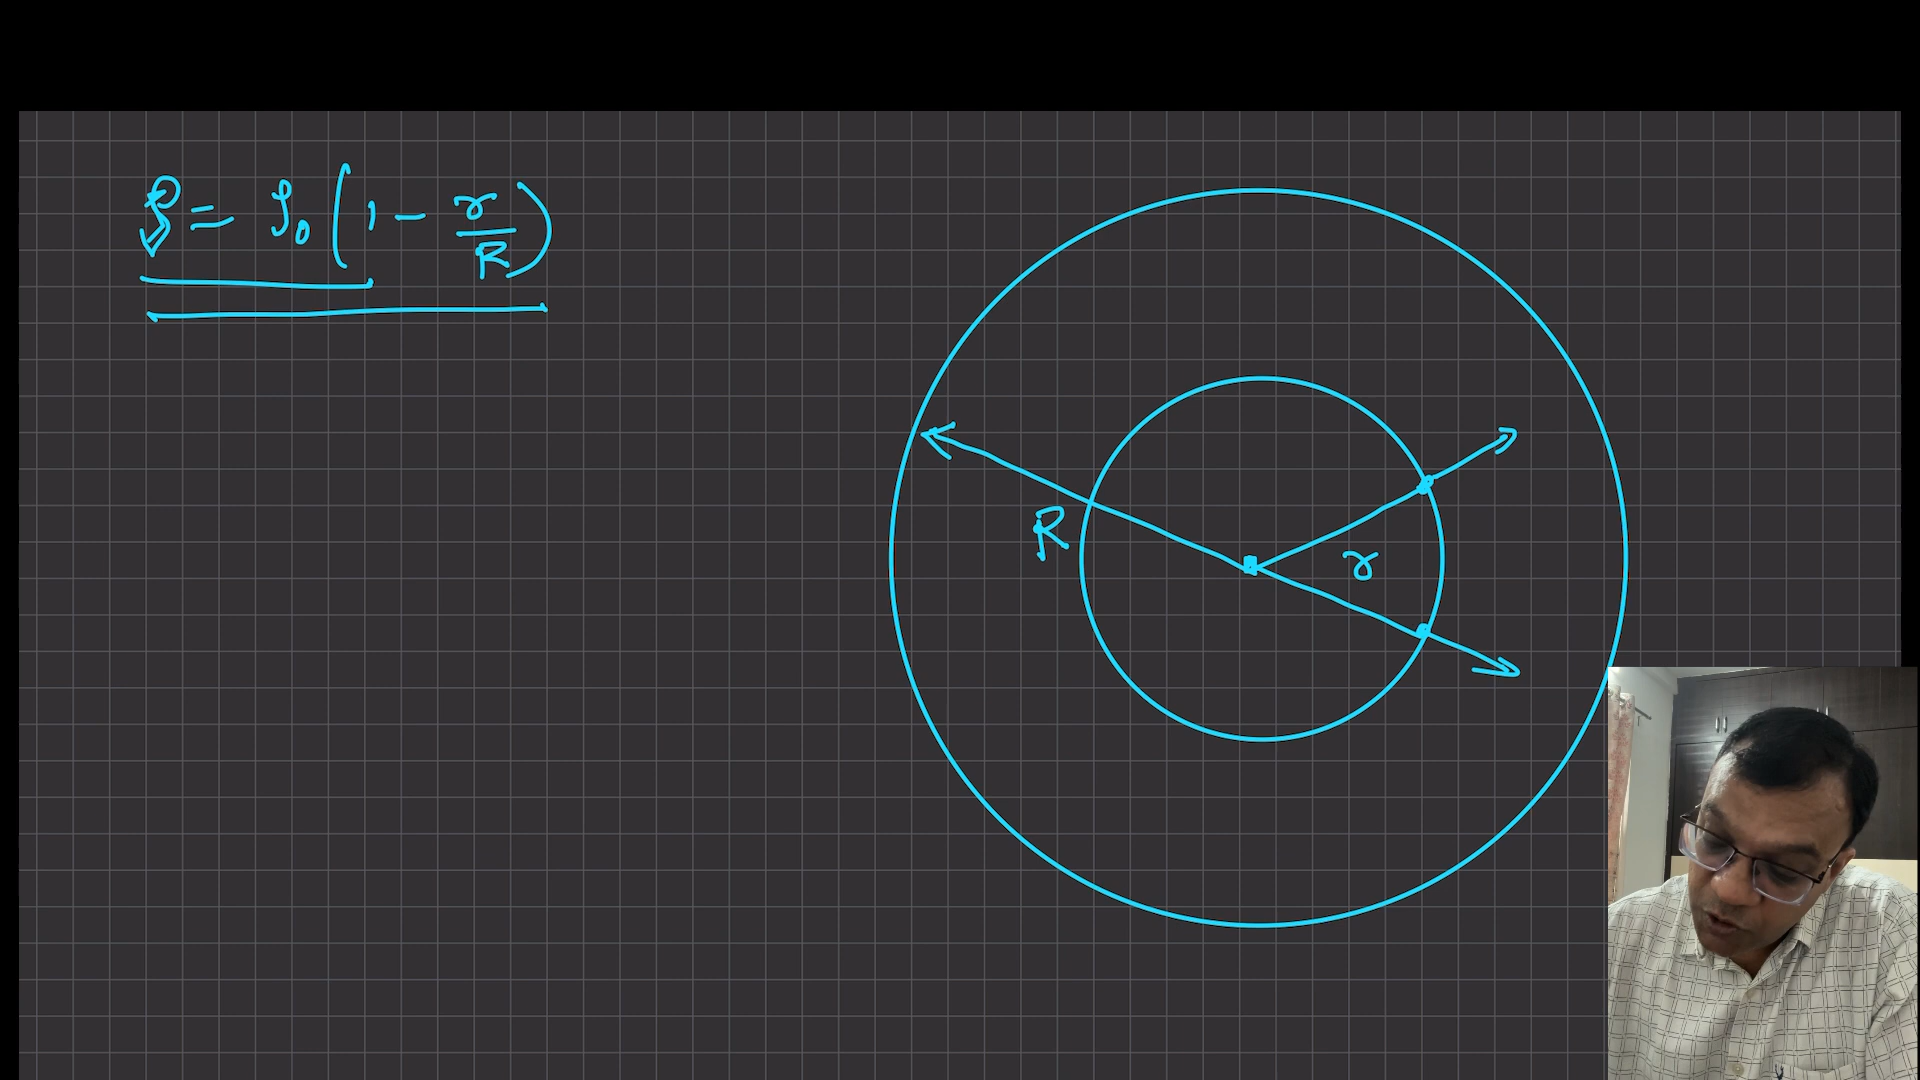 ρ = ρ₀ (1 - r/R)
R
r